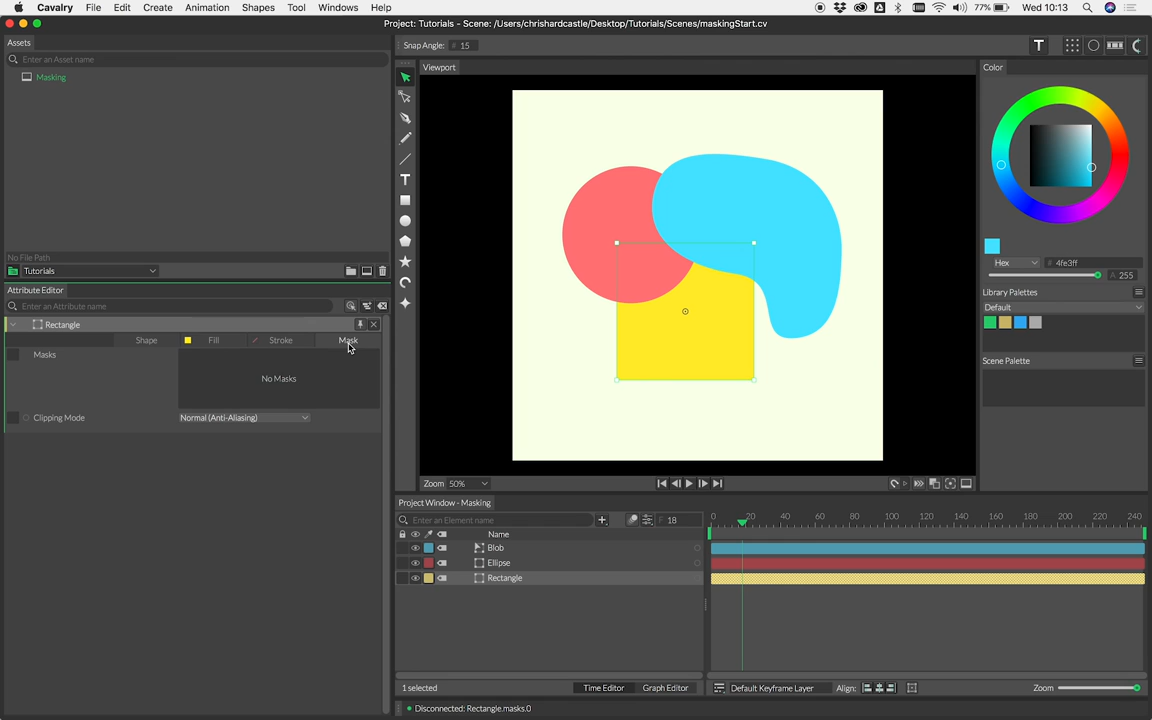 Cavalry File Edit Create Animation Shapes Tool Windows Help 77% Wed 10:13
Project: Tutorials - Scene: /Users/chrishardcastle/Desktop/Tutorials/Scenes/maskingStart.cv
Assets
Enter an Asset name
Masking
No File Path
Tutorials
Attribute Editor
Enter an Attribute name
Rectangle
Shape Fill Stroke Mask
Masks
No Masks
Clipping Mode Normal (Anti-Aliasing)
Snap Angle: # 15
T
Viewport
T
Zoom 50%
Color
Hex # 4fe3ff
255
Library Palettes
Default
Scene Palette
Project Window - Masking
Enter an Element name F 18
Name
Blob
Ellipse
Rectangle
0 20 40 60 80 100 120 140 160 180 200 220 240
1 selected Time Editor Graph Editor Default Keyframe Layer Align: Zoom
Disconnected: Rectangle.masks.0